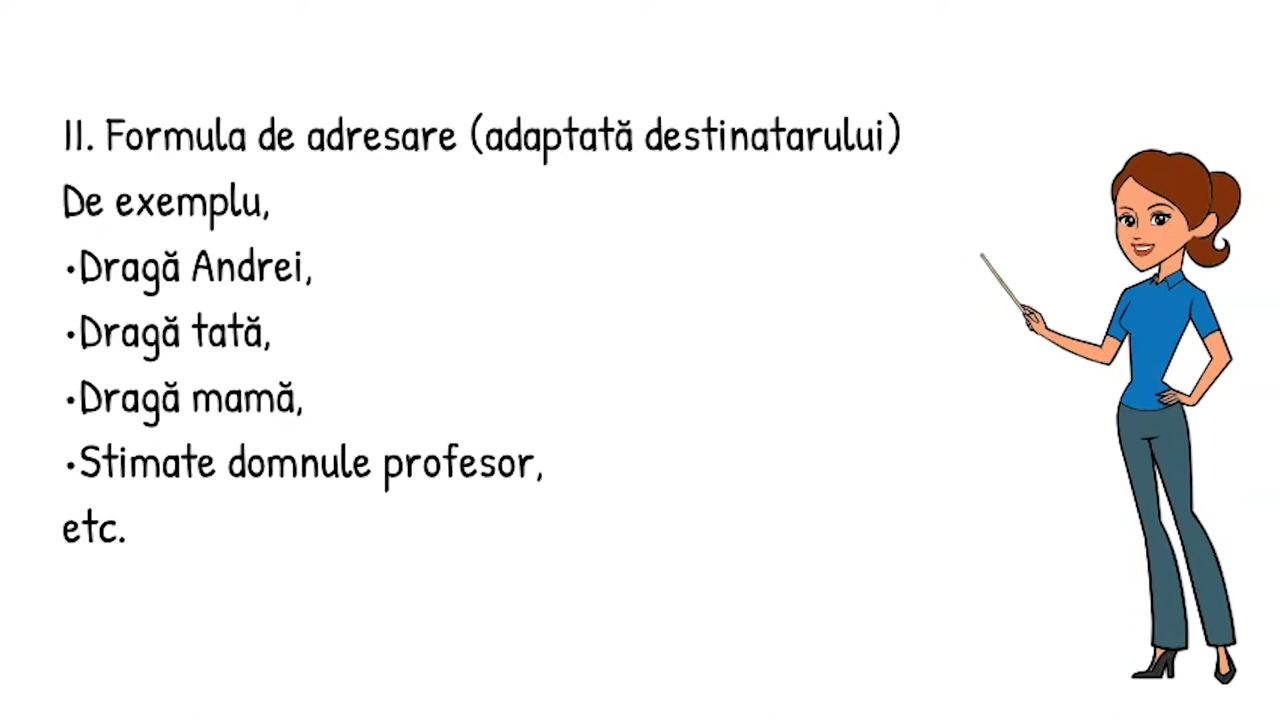 II. Formula de adresare (adaptată destinatarului)
De exemplu,
•Dragă Andrei,
•Dragă tată,
•Dragă mamă,
•Stimate domnule profesor,
etc.